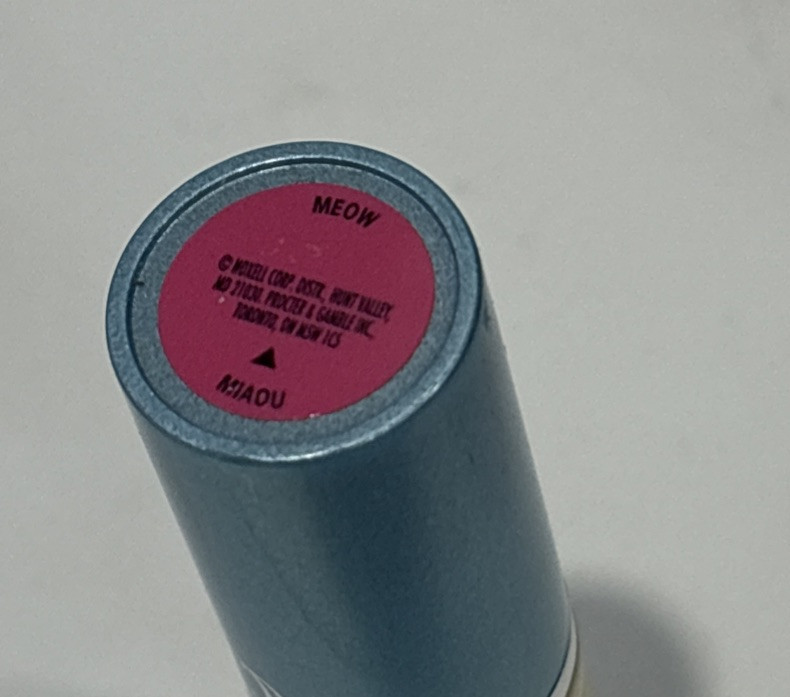 MEOW
© NOXELL CORP. DISTR., HUNT VALLEY,
MD 21030. PROCTER & GAMBLE INC.,
TORONTO, ON M5W 1C5
▲
MIAOU